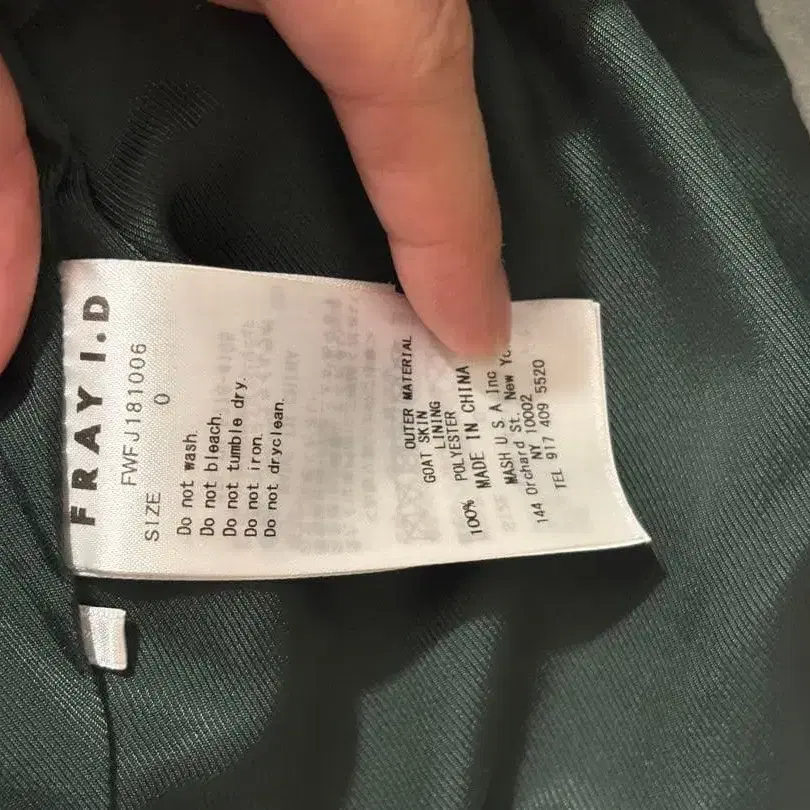 FRAY I.D
FWFJ181006
SIZE 0
Do not wash.
Do not bleach.
Do not tumble dry.
Do not iron.
Do not dryclean.
OUTER MATERIAL
GOAT SKIN
LINING
100% POLYESTER
MADE IN CHINA
MASH U S A Inc
144 Orchard St. New
NY 10002
TEL 917 409 5520